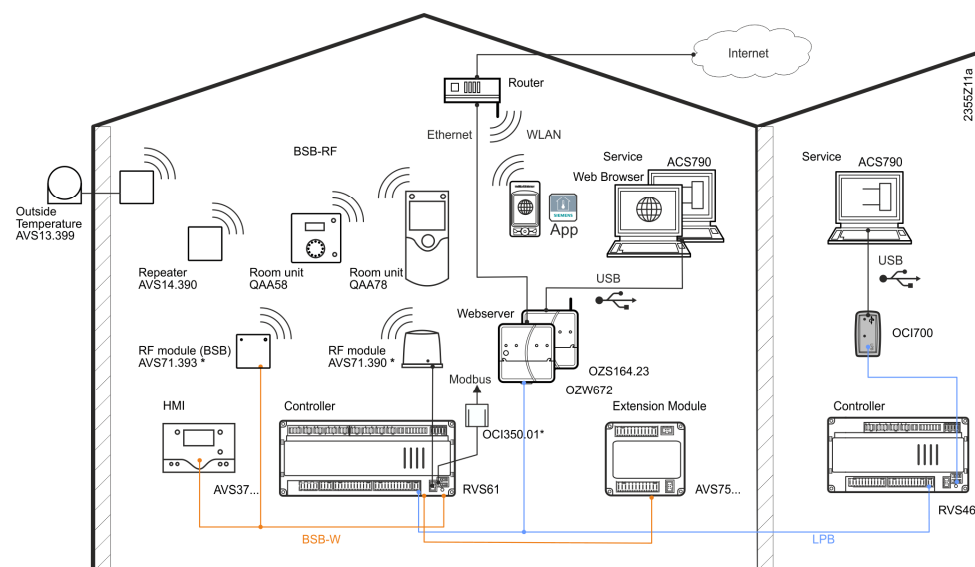 Internet
Router
Ethernet
WLAN
BSB-RF
Service
ACS790
Web Browser
Service
ACS790
2355Z11a
Outside
Temperature
AVS13.399
SIEMENS
App
Repeater
AVS14.390
Room unit
QAA58
Room unit
QAA78
USB
USB
Webserver
OCI700
RF module (BSB)
AVS71.393 *
RF module
AVS71.390 *
OZS164.23
OZW672
Modbus
HMI
Controller
OCI350.01*
Extension Module
Controller
AVS37...
RVS61
AVS75...
RVS46
BSB-W
LPB